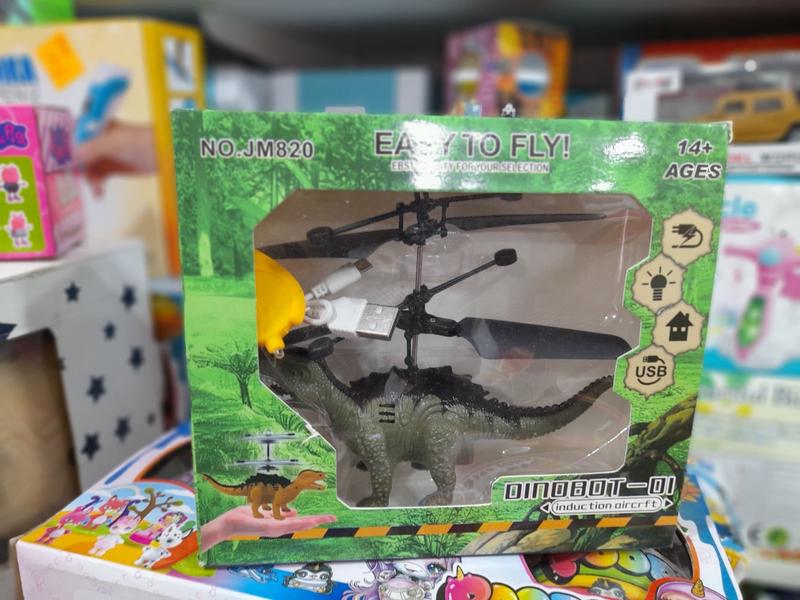 NO.JM820
EASY TO FLY!
14+
AGES
USB
DINOBOT-01
induction aircrft